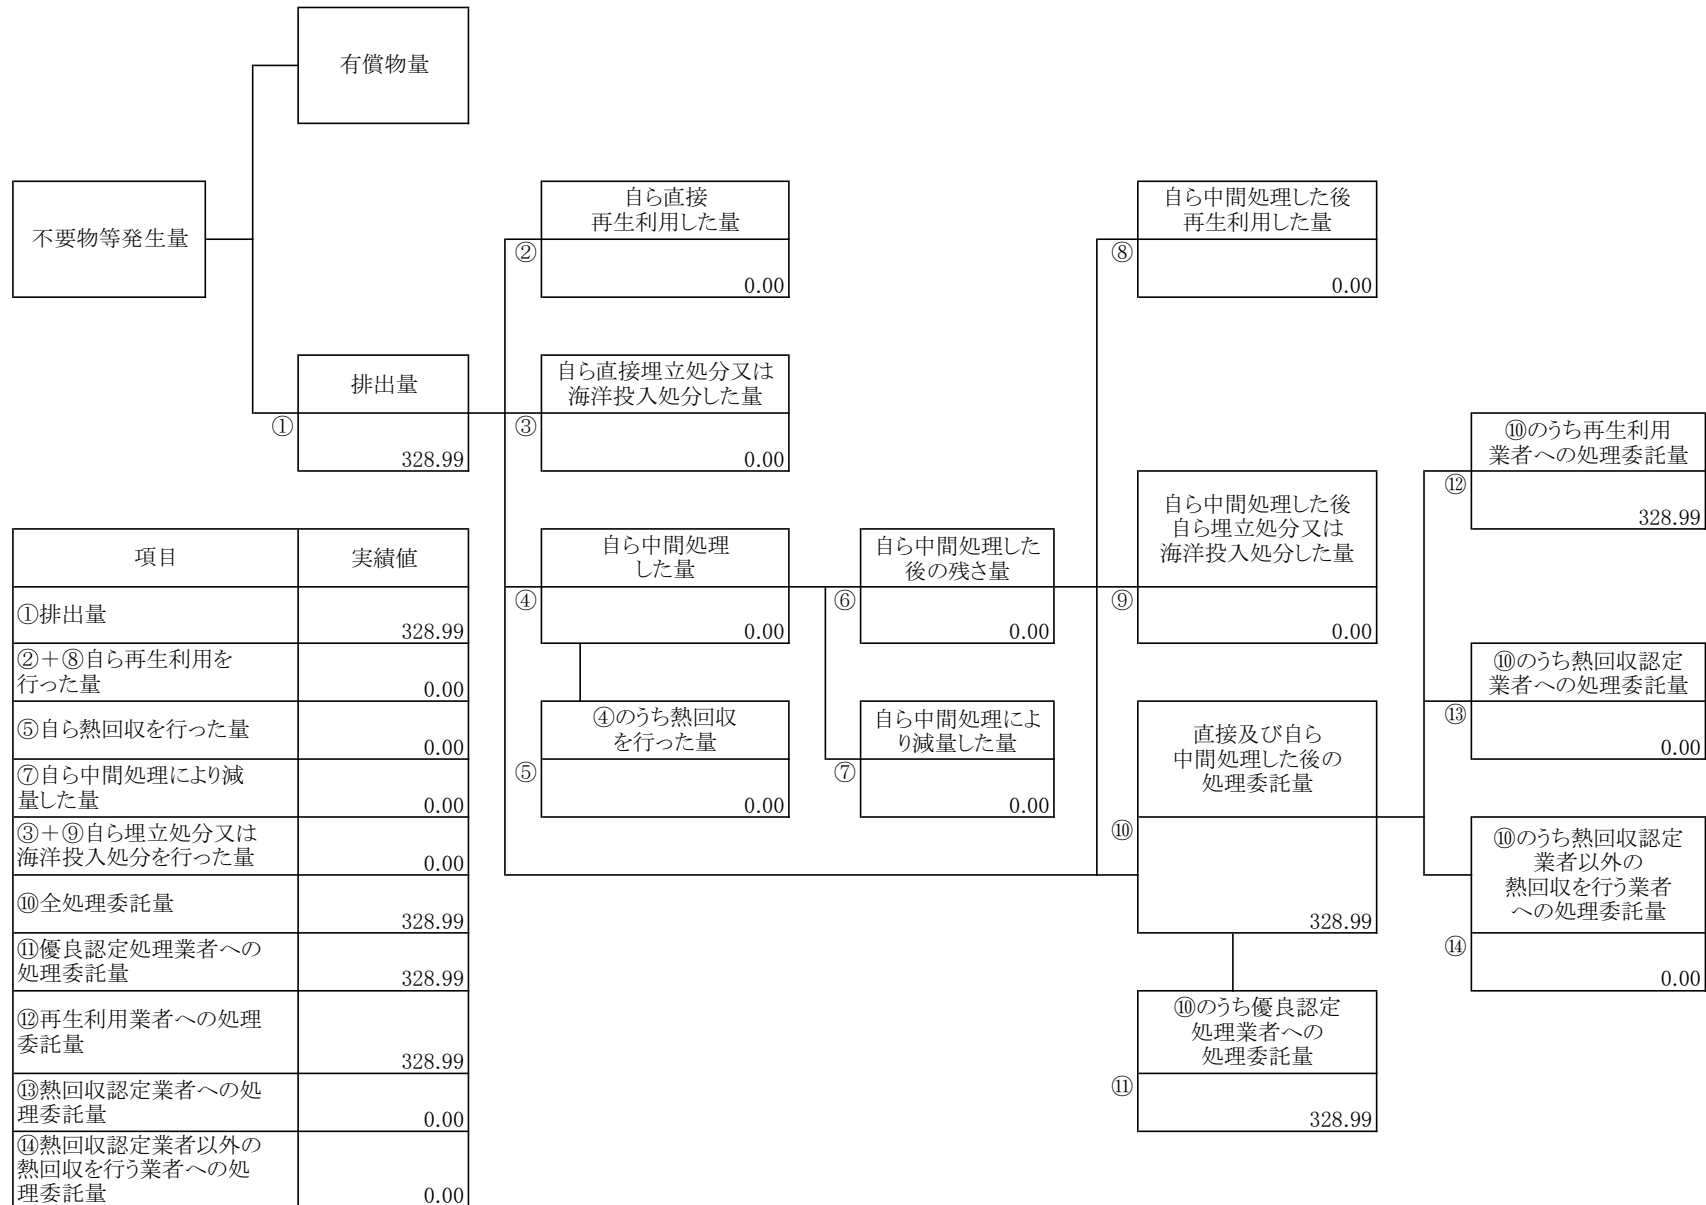 有償物量
不要物等発生量
自ら直接
再生利用した量
②
0.00
自ら中間処理した後
再生利用した量
⑧
0.00
排出量
①
328.99
自ら直接埋立処分又は
海洋投入処分した量
③
0.00
⑩のうち再生利用
業者への処理委託量
⑫
328.99
自ら中間処理
した量
④
0.00
自ら中間処理した
後の残さ量
⑥
0.00
自ら中間処理した後
自ら埋立処分又は
海洋投入処分した量
⑨
0.00
⑩のうち熱回収認定
業者への処理委託量
⑬
0.00
④のうち熱回収
を行った量
⑤
0.00
自ら中間処理によ
り減量した量
⑦
0.00
直接及び自ら
中間処理した後の
処理委託量
⑩
328.99
⑩のうち熱回収認定
業者以外の
熱回収を行う業者
への処理委託量
⑭
0.00
⑩のうち優良認定
処理業者への
処理委託量
⑪
328.99
項目 実績値
①排出量
328.99
②+⑧自ら再生利用を
行った量
0.00
⑤自ら熱回収を行った量
0.00
⑦自ら中間処理により減
量した量
0.00
③+⑨自ら埋立処分又は
海洋投入処分を行った量
0.00
⑩全処理委託量
328.99
⑪優良認定処理業者への
処理委託量
328.99
⑫再生利用業者への処理
委託量
328.99
⑬熱回収認定業者への処
理委託量
0.00
⑭熱回収認定業者以外の
熱回収を行う業者への処
理委託量
0.00